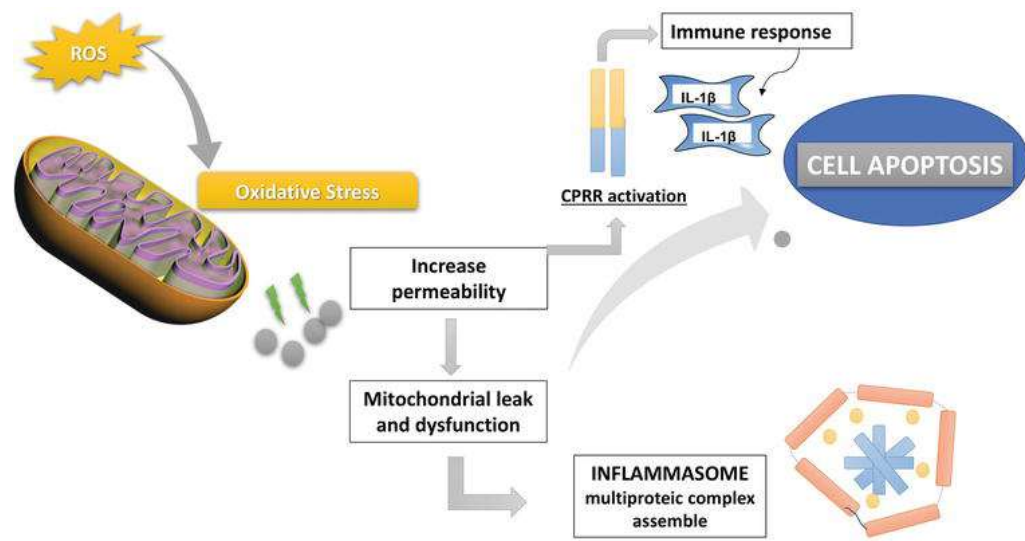 ROS
Oxidative Stress
Immune response
IL-1β
IL-1β
CELL APOPTOSIS
CPRR activation
Increase
permeability
Mitochondrial leak
and dysfunction
INFLAMMASOME
multiproteic complex
assemble